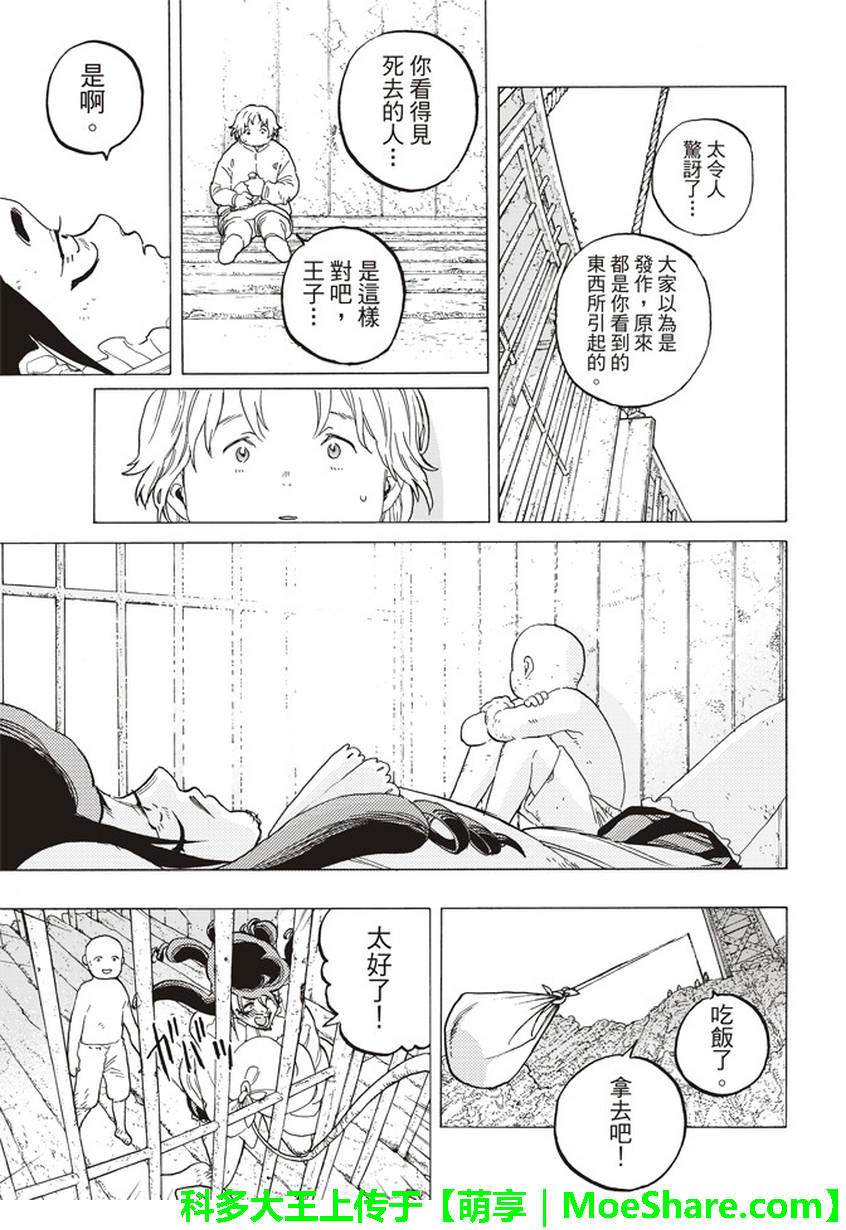 太令人
驚訝了…
大家以為是
發作，原來
都是你看到的
東西所引起的。
你看得見
死去的人…
是這樣
對吧，
王子…
是啊。
吃飯了。
拿去吧！
太好了！
ガガガ
科多大王上传于【萌享｜MoeShare.com】